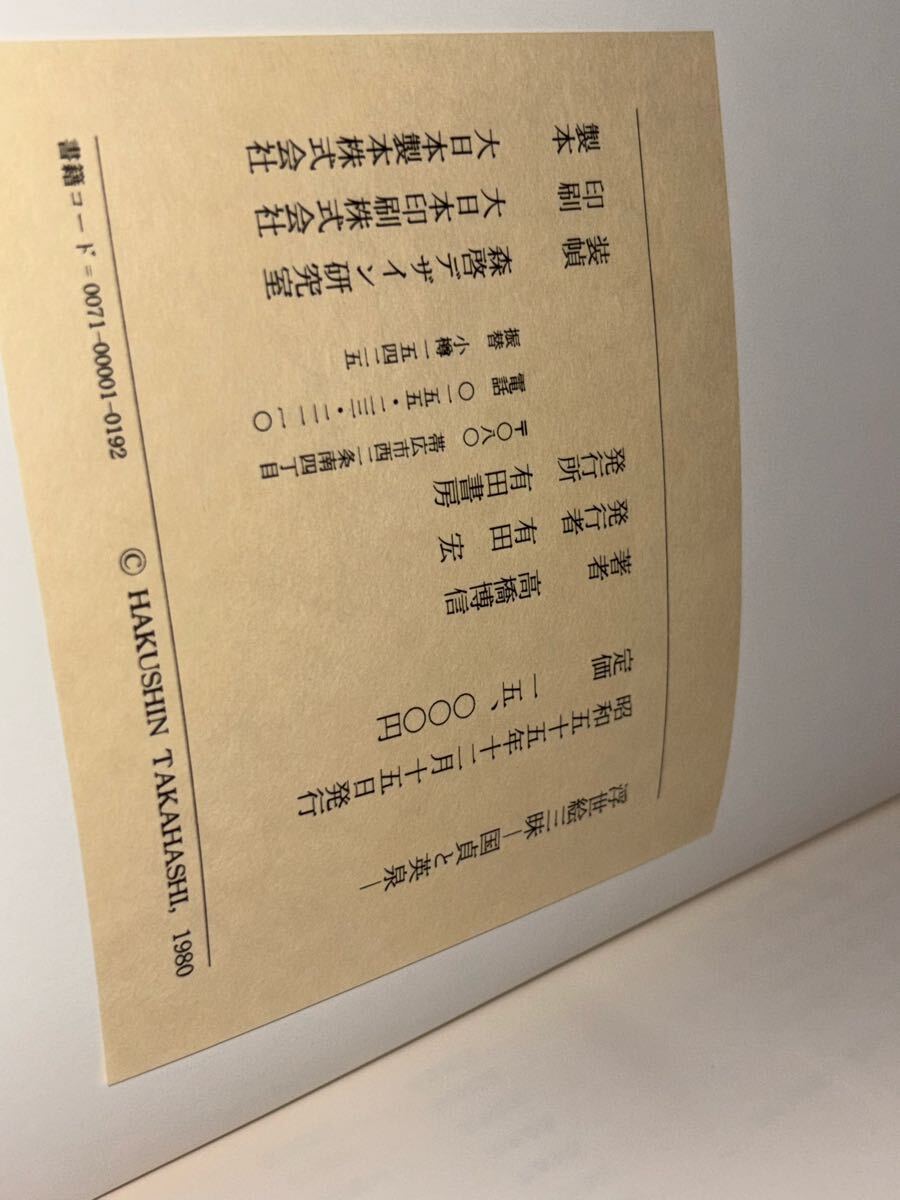 浮世絵三昧―国貞と英泉―
昭和五十五年十二月十五日発行
定価 一五、〇〇〇円
著者 高橋博信
発行者 有田宏
発行所 有田書房
〒〇八〇 帯広市西一条南四丁目
電話 〇一五五・二三・二一一〇
振替 小樽一五四一五
装幀 森啓デザイン研究室
印刷 大日本印刷株式会社
製本 大日本製本株式会社
© HAKUSHIN TAKAHASHI, 1980
書籍コード=0071-00001-0192